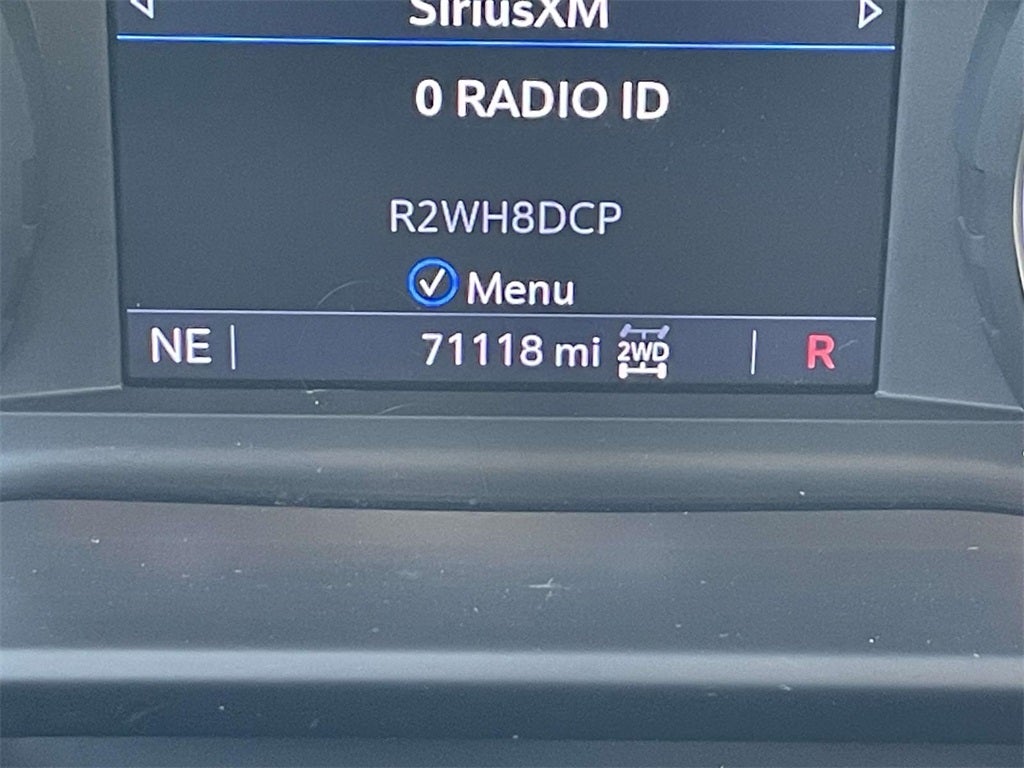 SiriusXM
0 RADIO ID
R2WH8DCP
Menu
NE 71118 mi 2WD R